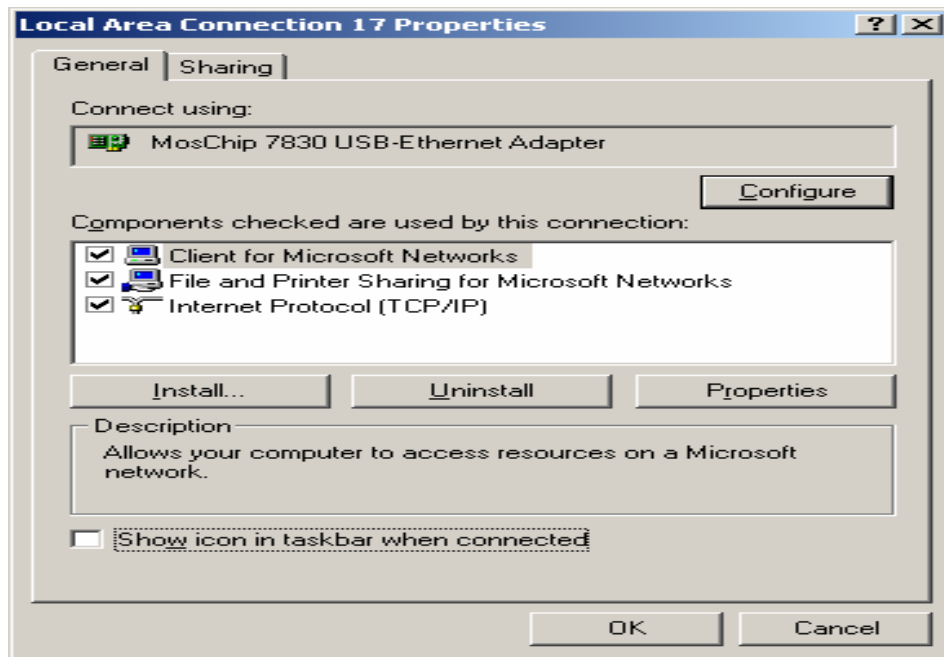 Local Area Connection 17 Properties
General Sharing
Connect using:
MosChip 7830 USB-Ethernet Adapter
Configure
Components checked are used by this connection:
Client for Microsoft Networks
File and Printer Sharing for Microsoft Networks
Internet Protocol (TCP/IP)
Install... Uninstall Properties
Description
Allows your computer to access resources on a Microsoft
network.
Show icon in taskbar when connected
OK Cancel